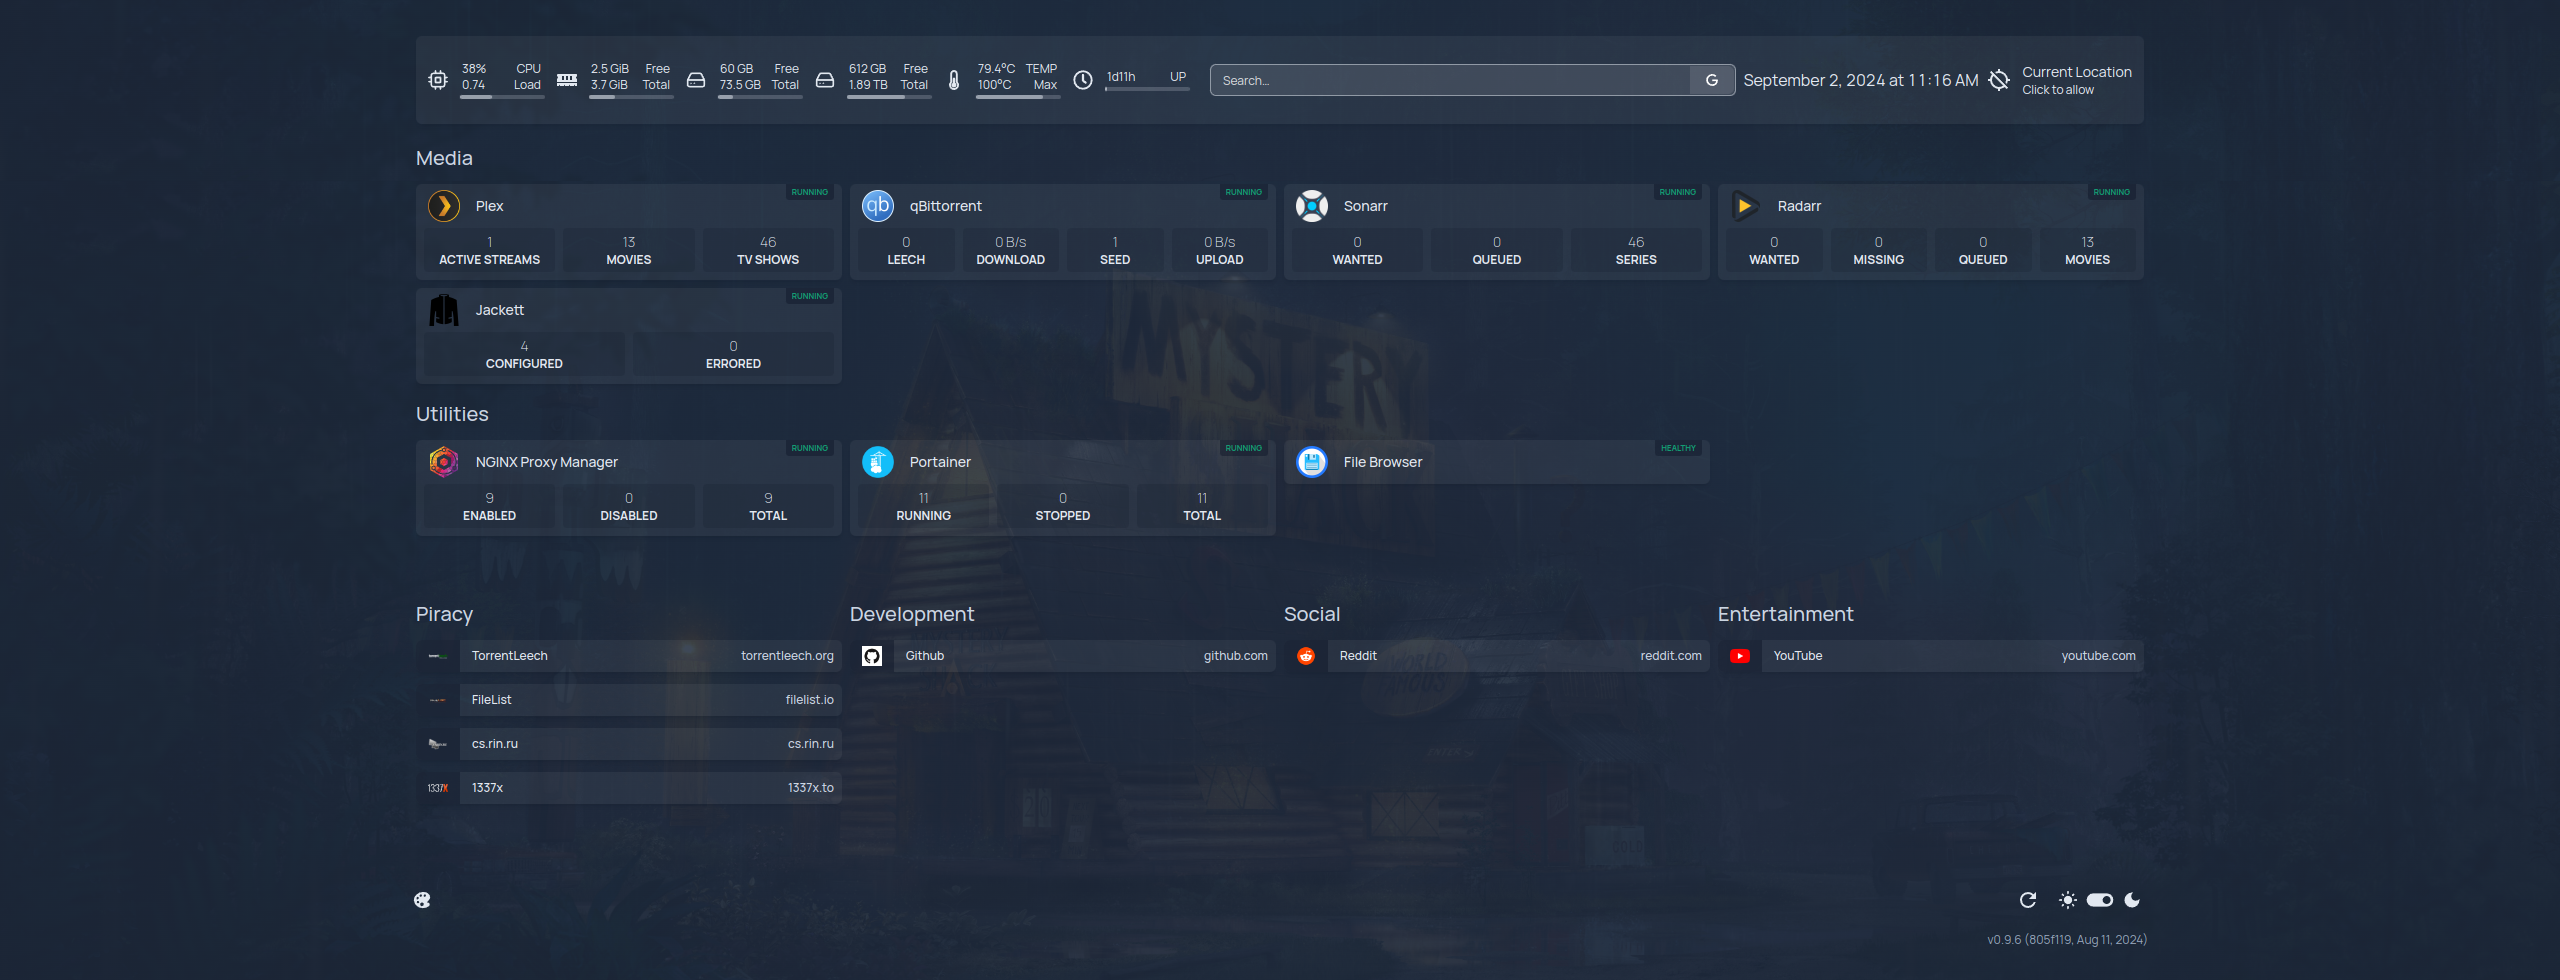 38% CPU 2.5 GiB Free 60 GB Free 612 GB Free 79.4°C TEMP 1d11h UP
0.74 Load 3.7 GiB Total 73.5 GB Total 1.89 TB Total 100°C Max
Search... G September 2, 2024 at 11:16 AM Current Location
Click to allow
Media
Plex RUNNING
1 13 46
ACTIVE STREAMS MOVIES TV SHOWS
qb qBittorrent RUNNING
0 0 B/s 1 0 B/s
LEECH DOWNLOAD SEED UPLOAD
Sonarr RUNNING
0 0 46
WANTED QUEUED SERIES
Radarr RUNNING
0 0 0 13
WANTED MISSING QUEUED MOVIES
Jackett RUNNING
4 0
CONFIGURED ERRORED
MYSTERY
Utilities
NGINX Proxy Manager RUNNING
9 0 9
ENABLED DISABLED TOTAL
Portainer RUNNING
11 0 11
RUNNING STOPPED TOTAL
File Browser HEALTHY
Piracy
TorrentLeech torrentleech.org
FileList filelist.io
cs.rin.ru cs.rin.ru
1337X 1337x 1337x.to
Development
Github github.com
Social
Reddit reddit.com
WORLD
FAMOUS
Entertainment
YouTube youtube.com
v0.9.6 (805f119, Aug 11, 2024)